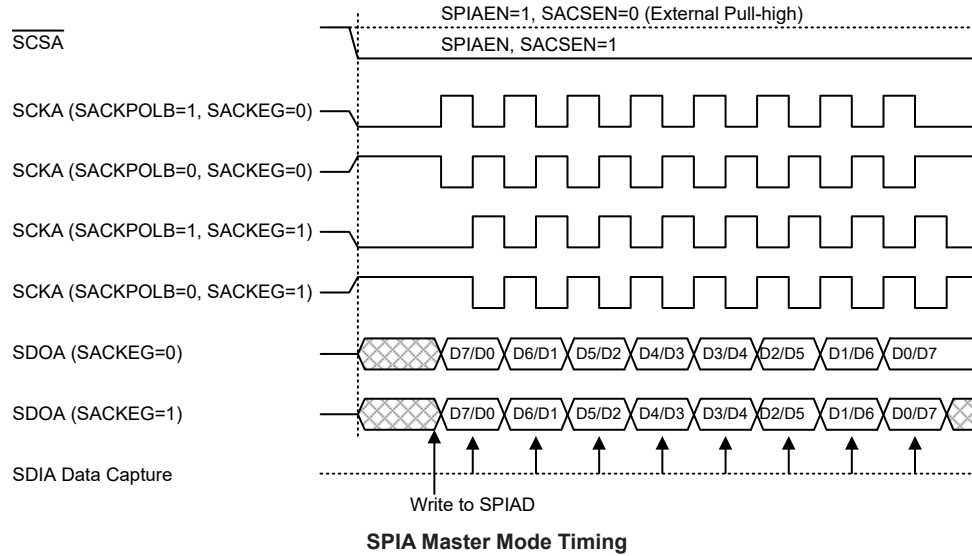 SPIAEN=1, SACSEN=0 (External Pull-high)
SCSA
SPIAEN, SACSEN=1
SCKA (SACKPOLB=1, SACKEG=0)
SCKA (SACKPOLB=0, SACKEG=0)
SCKA (SACKPOLB=1, SACKEG=1)
SCKA (SACKPOLB=0, SACKEG=1)
SDOA (SACKEG=0) D7/D0 D6/D1 D5/D2 D4/D3 D3/D4 D2/D5 D1/D6 D0/D7
SDOA (SACKEG=1) D7/D0 D6/D1 D5/D2 D4/D3 D3/D4 D2/D5 D1/D6 D0/D7
SDIA Data Capture
Write to SPIAD
SPIA Master Mode Timing